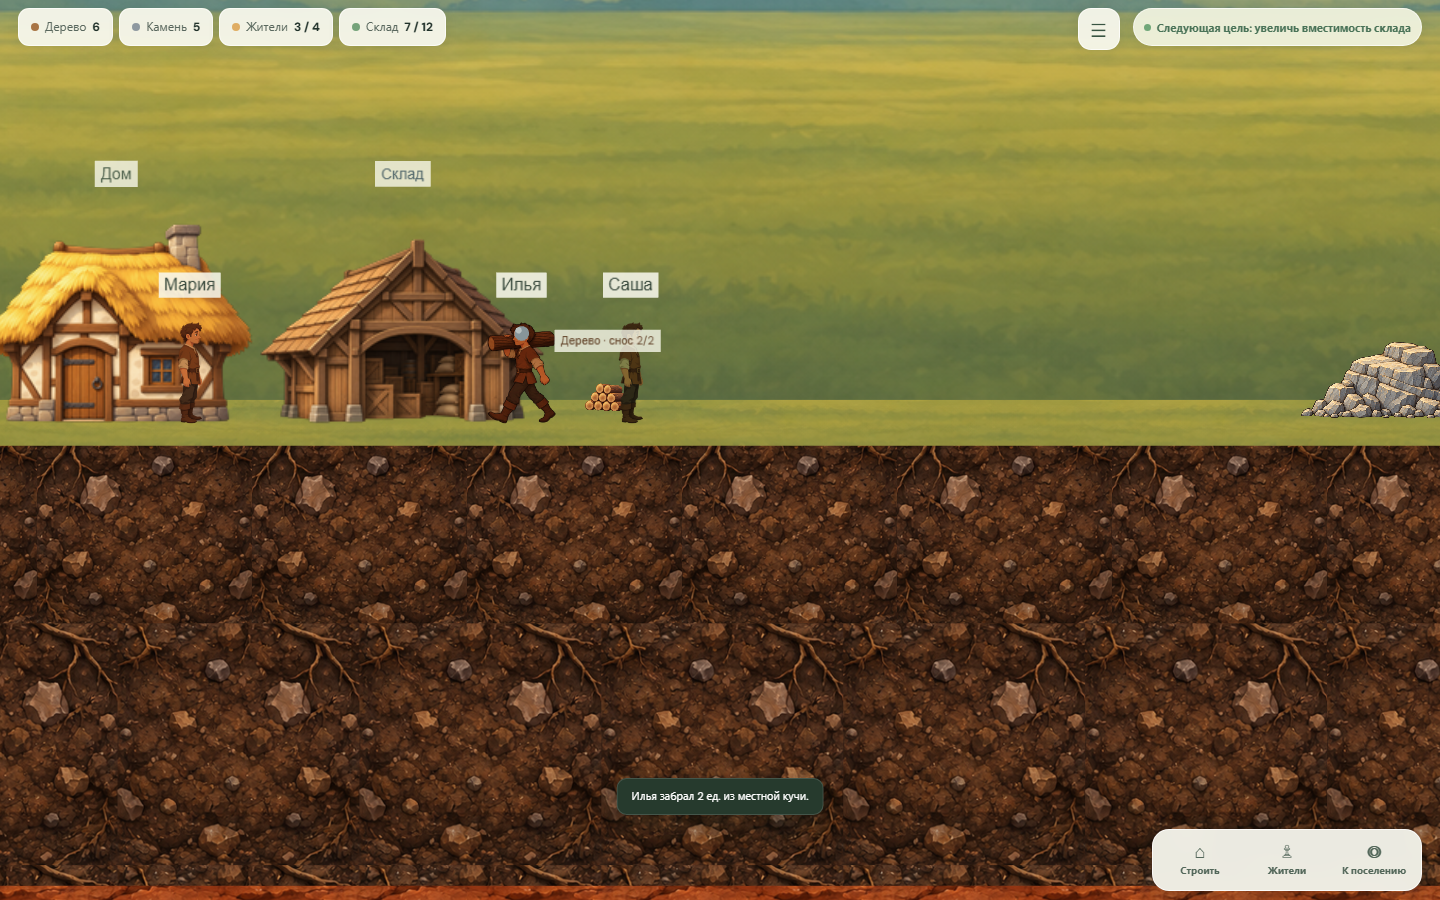 Дерево 6
Камень 5
Жители 3 / 4
Склад 7 / 12
Следующая цель: увеличь вместимость склада
Дом
Склад
Мария
Илья
Саша
Дерево · снос 2/2
Илья забрал 2 ед. из местной кучи.
Строить
Жители
К поселению